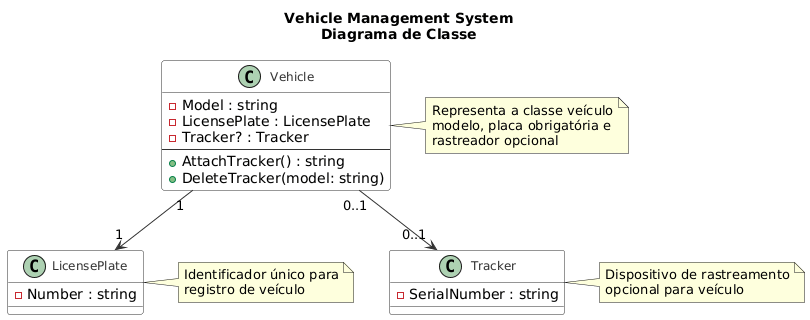 Vehicle Management System
Diagrama de Classe
C Vehicle
Model : string
LicensePlate : LicensePlate
Tracker? : Tracker
AttachTracker() : string
DeleteTracker(model: string)
Representa a classe veículo
modelo, placa obrigatória e
rastreador opcional
1
0..1
1
0..1
C LicensePlate
Number : string
Identificador único para
registro de veículo
C Tracker
SerialNumber : string
Dispositivo de rastreamento
opcional para veículo